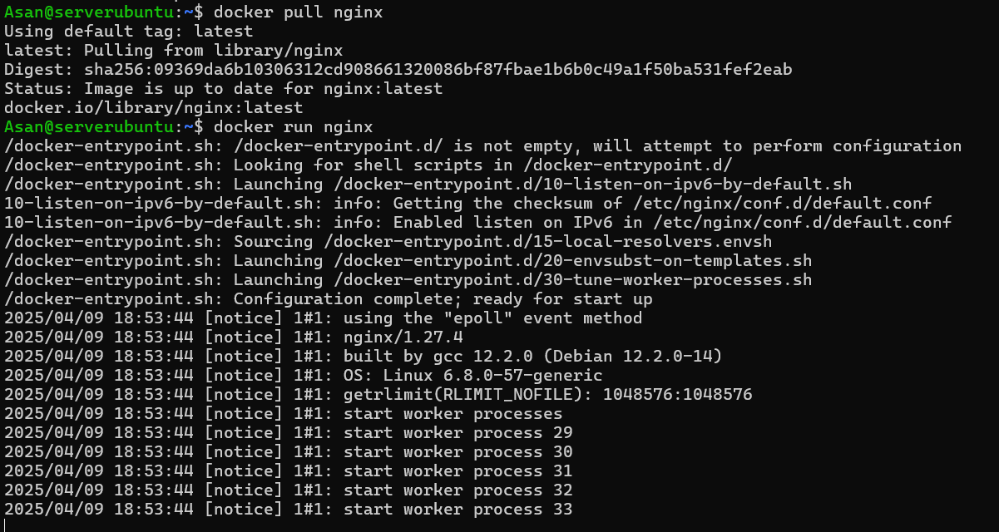 Asan@serverubuntu:~$ docker pull nginx
Using default tag: latest
latest: Pulling from library/nginx
Digest: sha256:09369da6b10306312cd908661320086bf87fbae1b6b0c49a1f50ba531fef2eab
Status: Image is up to date for nginx:latest
docker.io/library/nginx:latest
Asan@serverubuntu:~$ docker run nginx
/docker-entrypoint.sh: /docker-entrypoint.d/ is not empty, will attempt to perform configuration
/docker-entrypoint.sh: Looking for shell scripts in /docker-entrypoint.d/
/docker-entrypoint.sh: Launching /docker-entrypoint.d/10-listen-on-ipv6-by-default.sh
10-listen-on-ipv6-by-default.sh: info: Getting the checksum of /etc/nginx/conf.d/default.conf
10-listen-on-ipv6-by-default.sh: info: Enabled listen on IPv6 in /etc/nginx/conf.d/default.conf
/docker-entrypoint.sh: Sourcing /docker-entrypoint.d/15-local-resolvers.envsh
/docker-entrypoint.sh: Launching /docker-entrypoint.d/20-envsubst-on-templates.sh
/docker-entrypoint.sh: Launching /docker-entrypoint.d/30-tune-worker-processes.sh
/docker-entrypoint.sh: Configuration complete; ready for start up
2025/04/09 18:53:44 [notice] 1#1: using the "epoll" event method
2025/04/09 18:53:44 [notice] 1#1: nginx/1.27.4
2025/04/09 18:53:44 [notice] 1#1: built by gcc 12.2.0 (Debian 12.2.0-14)
2025/04/09 18:53:44 [notice] 1#1: OS: Linux 6.8.0-57-generic
2025/04/09 18:53:44 [notice] 1#1: getrlimit(RLIMIT_NOFILE): 1048576:1048576
2025/04/09 18:53:44 [notice] 1#1: start worker processes
2025/04/09 18:53:44 [notice] 1#1: start worker process 29
2025/04/09 18:53:44 [notice] 1#1: start worker process 30
2025/04/09 18:53:44 [notice] 1#1: start worker process 31
2025/04/09 18:53:44 [notice] 1#1: start worker process 32
2025/04/09 18:53:44 [notice] 1#1: start worker process 33